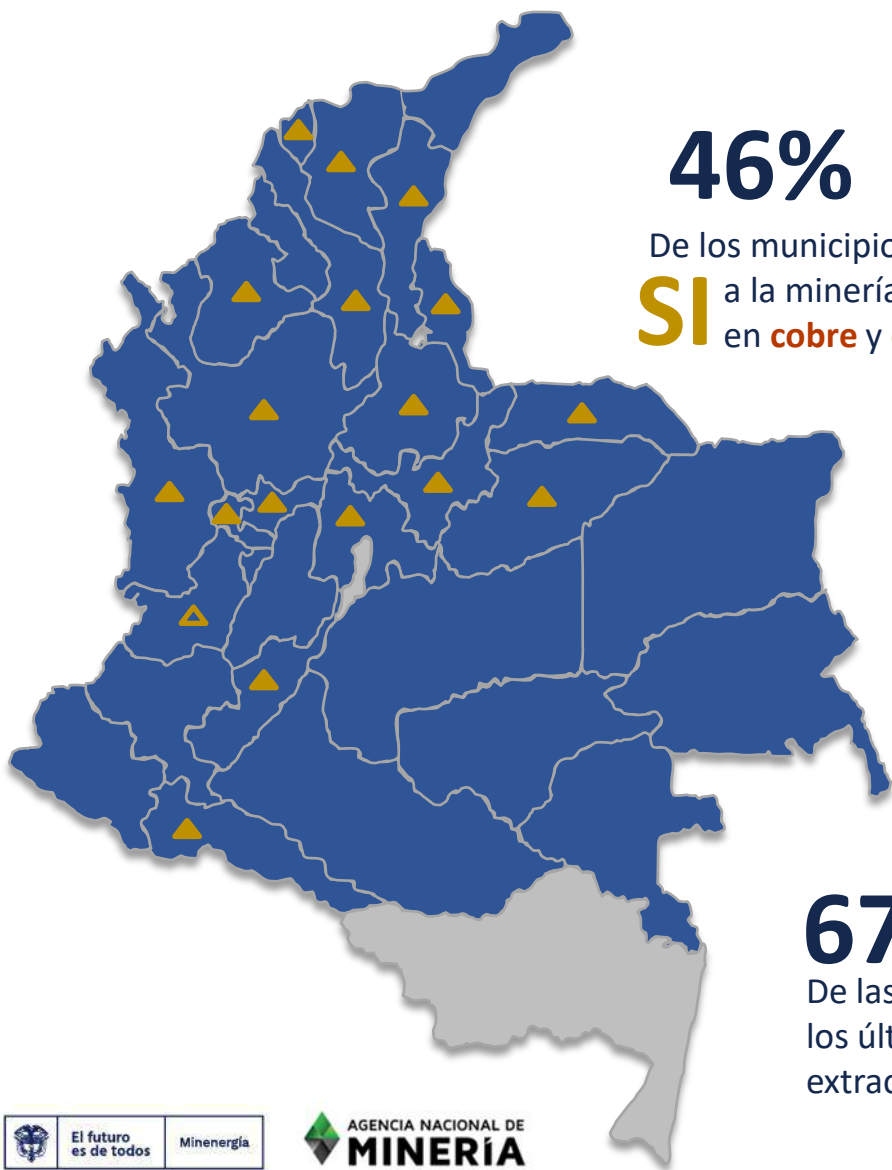 46%
De los municipio
SI a la minería
en cobre y
67
De las
los últ
extrac
El futuro
es de todos
Minenergía
AGENCIA NACIONAL DE
MINERÍA